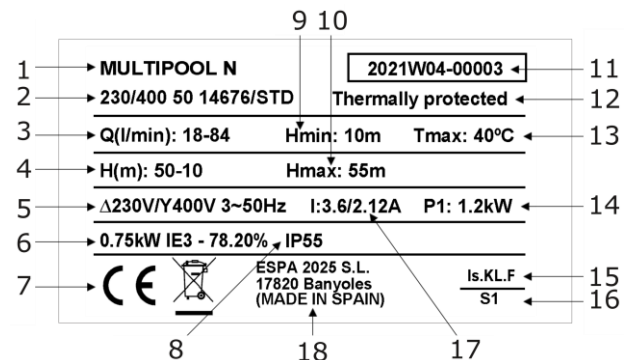 9 10
1 MULTIPOOL N 2021W04-00003 11
2 230/400 50 14676/STD Thermally protected 12
3 Q(l/min): 18-84 Hmin: 10m Tmax: 40ºC 13
4 H(m): 50-10 Hmax: 55m
5 Δ230V/Y400V 3~50Hz I:3.6/2.12A P1: 1.2kW 14
6 0.75kW IE3 - 78.20% IP55
7 CE ESPA 2025 S.L. Is.KL.F 15
17820 Banyoles S1 16
(MADE IN SPAIN)
8 18 17